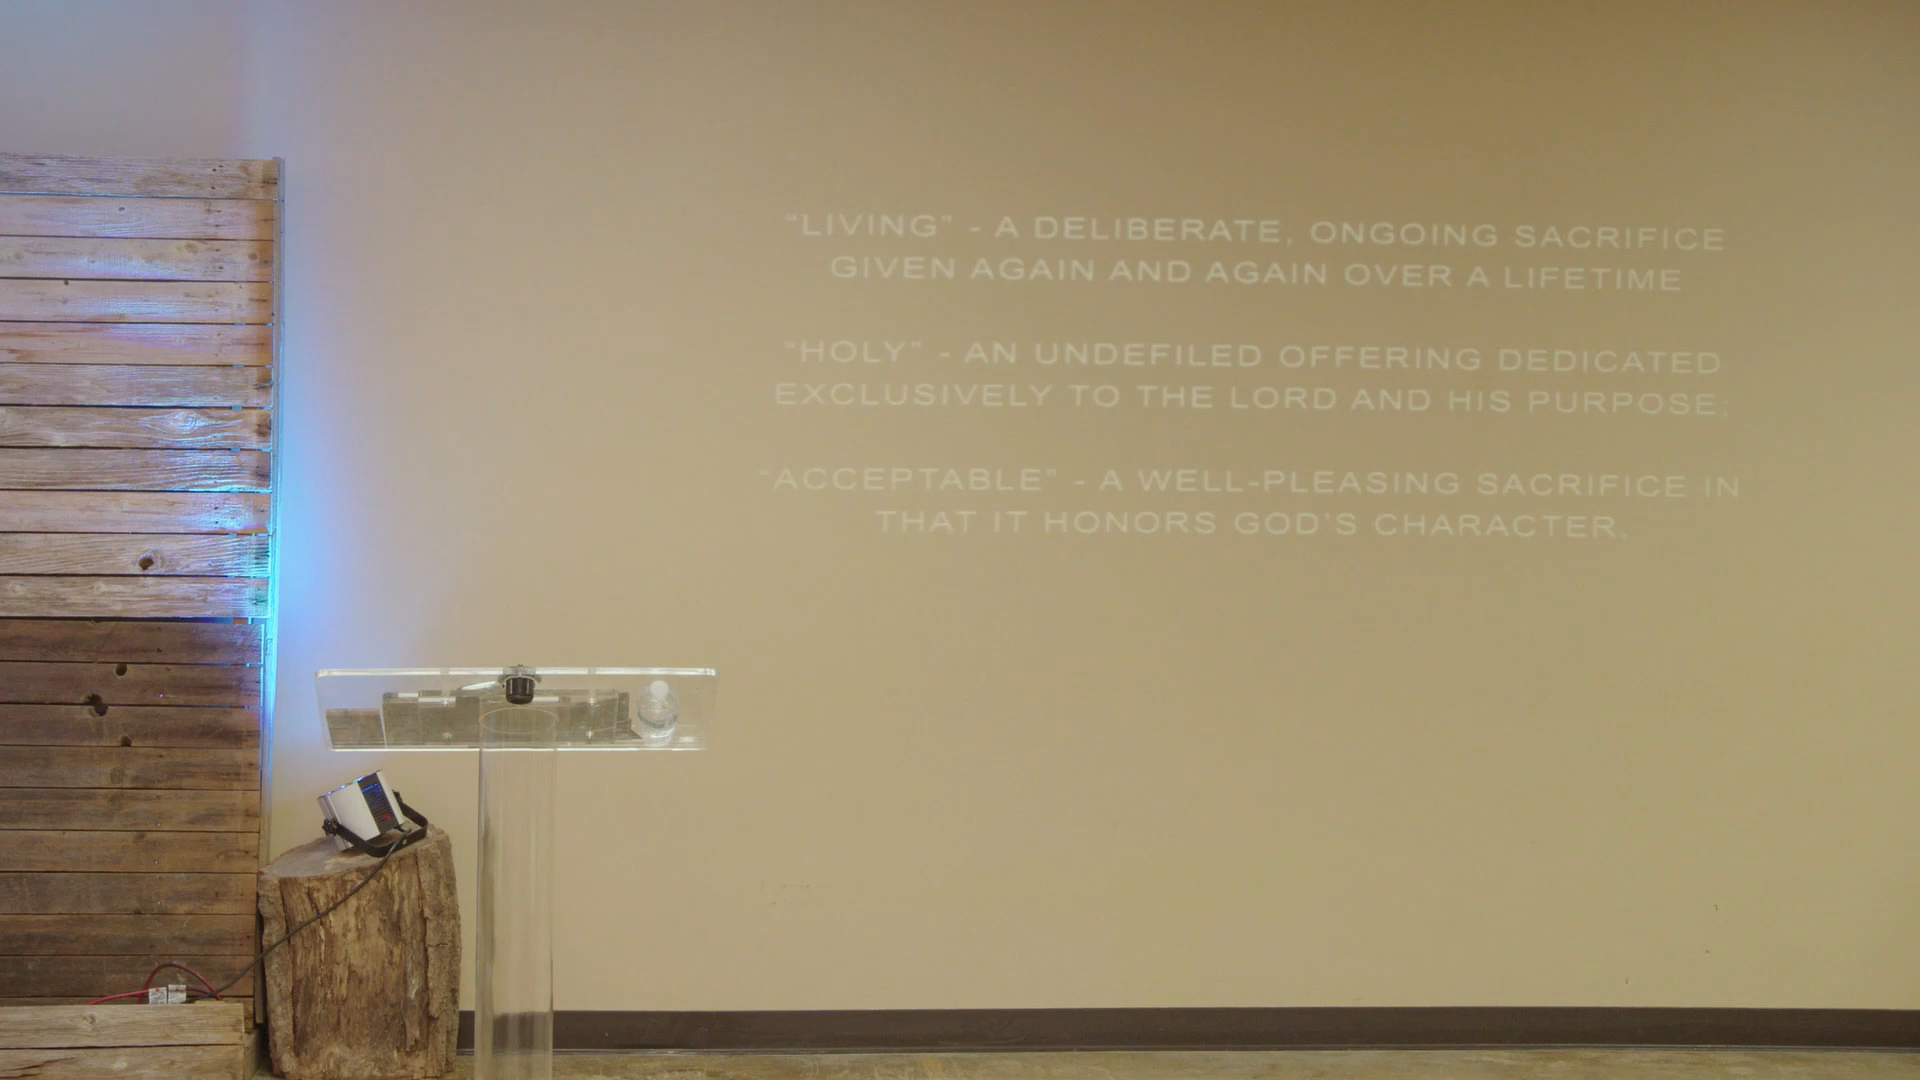 “LIVING” - A DELIBERATE, ONGOING SACRIFICE
GIVEN AGAIN AND AGAIN OVER A LIFETIME
“HOLY” - AN UNDEFILED OFFERING DEDICATED
EXCLUSIVELY TO THE LORD AND HIS PURPOSE;
“ACCEPTABLE” - A WELL-PLEASING SACRIFICE IN
THAT IT HONORS GOD'S CHARACTER.